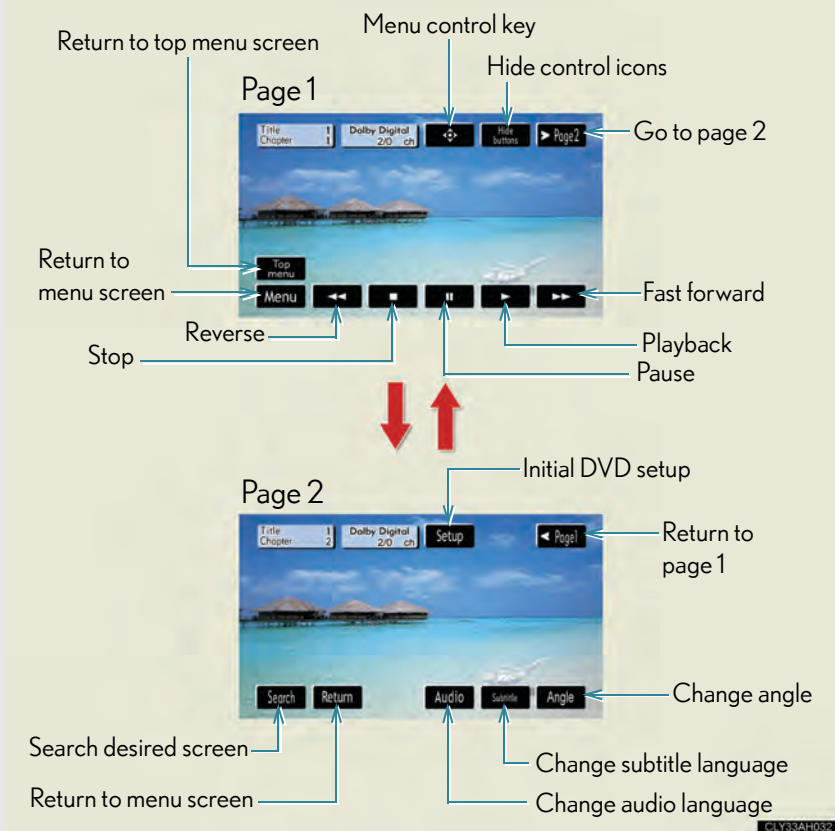 Menu control key
Return to top menu screen
Hide control icons
Page 1
Title 1
Chapter 1
Dolby Digital
2/0 ch
Hide
buttons
> Page2
Go to page 2
Top
menu
Return to
menu screen
Menu
Fast forward
Reverse
Playback
Stop
Pause
Initial DVD setup
Page 2
Title 1
Chapter 2
Dolby Digital
2/0 ch
Setup
◄ Page1
Return to
page 1
Search
Return
Audio
Subtitle
Angle
Change angle
Search desired screen
Change subtitle language
Return to menu screen
Change audio language
CLY33AH032